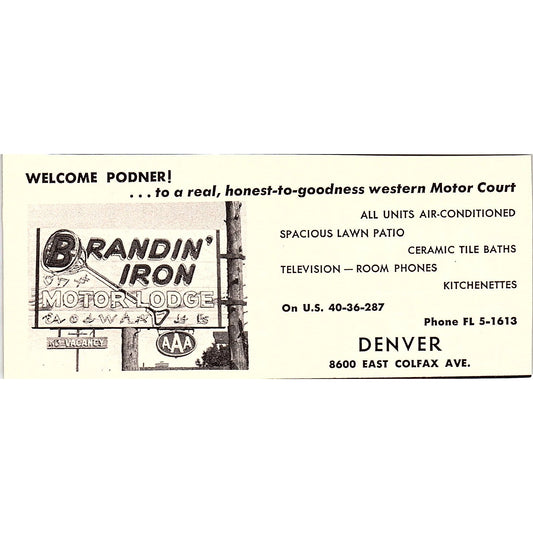 WELCOME PODNER!
...to a real, honest-to-goodness western Motor Court
BRANDIN'
IRON
MOTOR LODGE
NO VACANCY
AAA
ALL UNITS AIR-CONDITIONED
SPACIOUS LAWN PATIO
CERAMIC TILE BATHS
TELEVISION — ROOM PHONES
KITCHENETTES
On U.S. 40-36-287
Phone FL 5-1613
DENVER
8600 EAST COLFAX AVE.